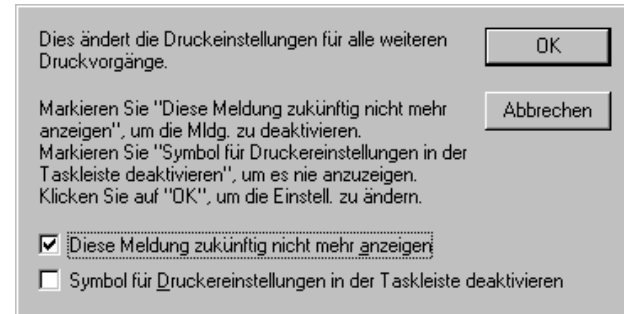 Dies ändert die Druckeinstellungen für alle weiteren
Druckvorgänge.
OK
Abbrechen
Markieren Sie "Diese Meldung zukünftig nicht mehr
anzeigen", um die Mldg. zu deaktivieren.
Markieren Sie "Symbol für Druckereinstellungen in der
Taskleiste deaktivieren", um es nie anzuzeigen.
Klicken Sie auf "OK", um die Einstell. zu ändern.
Diese Meldung zukünftig nicht mehr anzeigen
Symbol für Druckereinstellungen in der Taskleiste deaktivieren